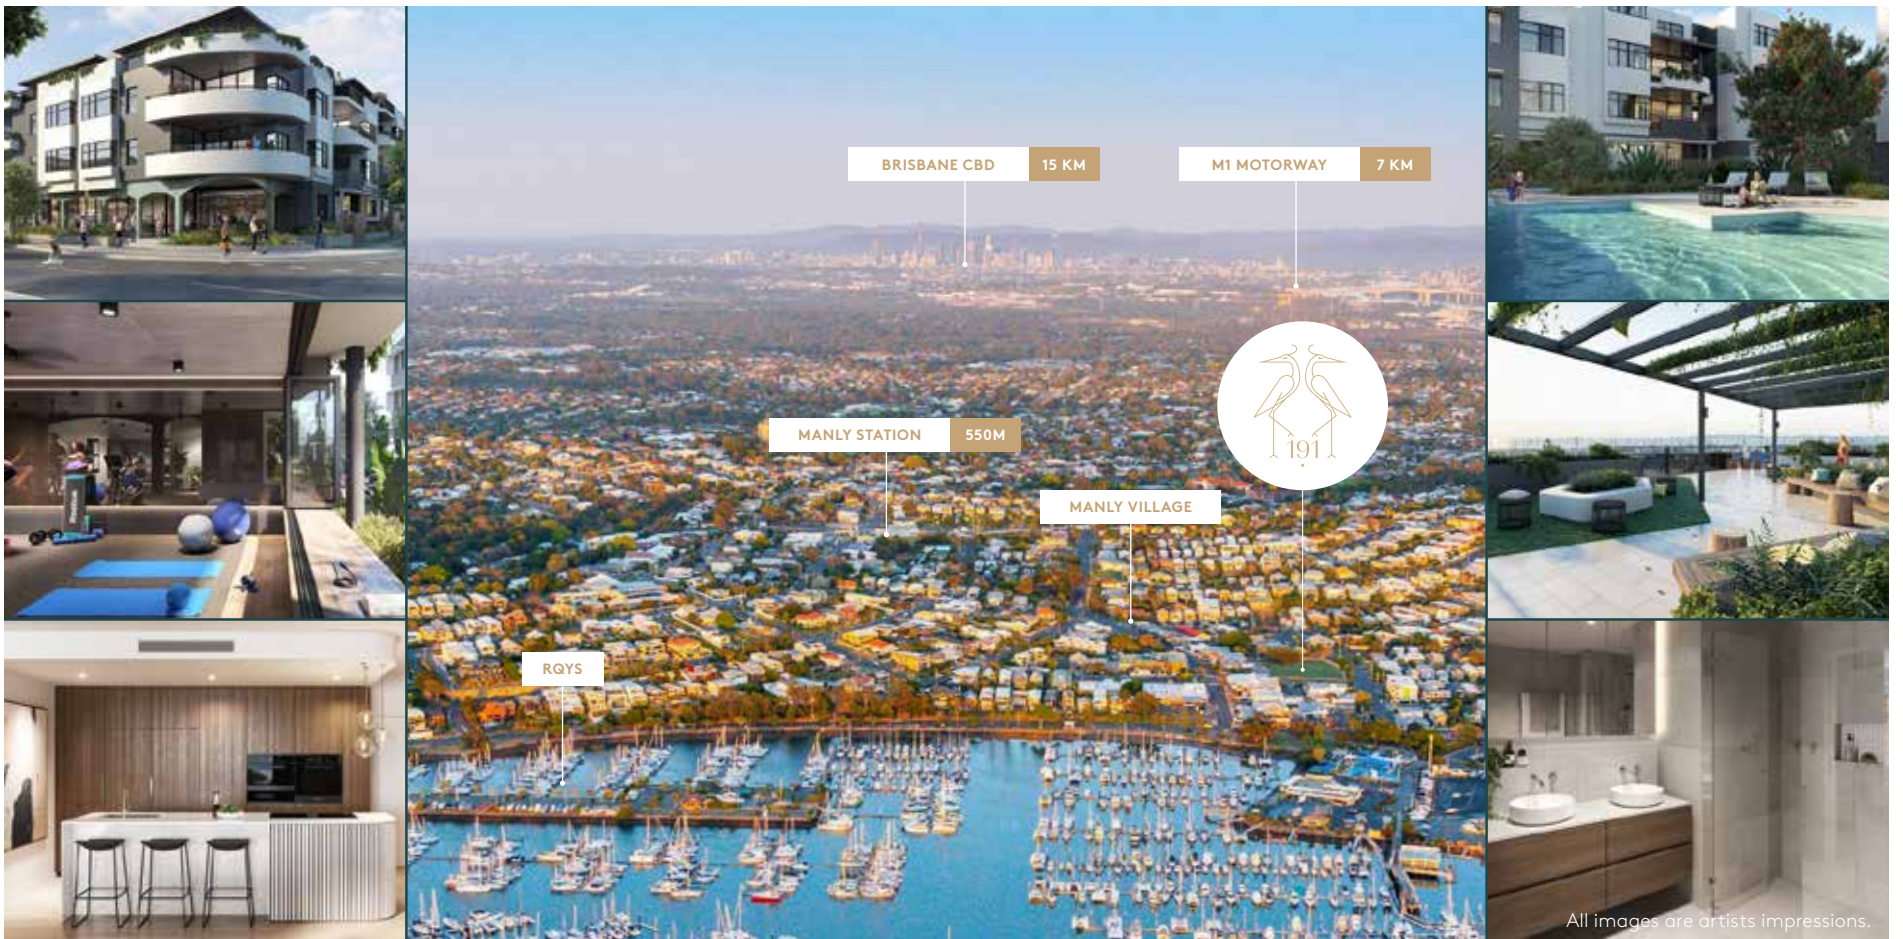 BRISBANE CBD 15 KM
M1 MOTORWAY 7 KM
191
MANLY STATION 550M
MANLY VILLAGE
RQYS
All images are artists impressions.